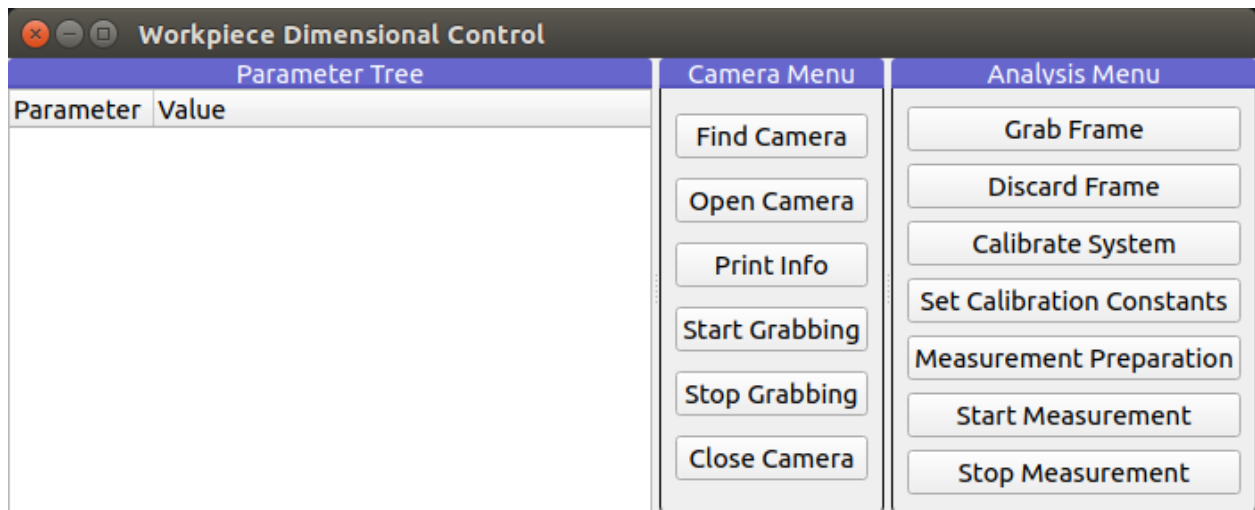 Workpiece Dimensional Control
Parameter Tree
Parameter Value
Camera Menu
Find Camera
Open Camera
Print Info
Start Grabbing
Stop Grabbing
Close Camera
Analysis Menu
Grab Frame
Discard Frame
Calibrate System
Set Calibration Constants
Measurement Preparation
Start Measurement
Stop Measurement